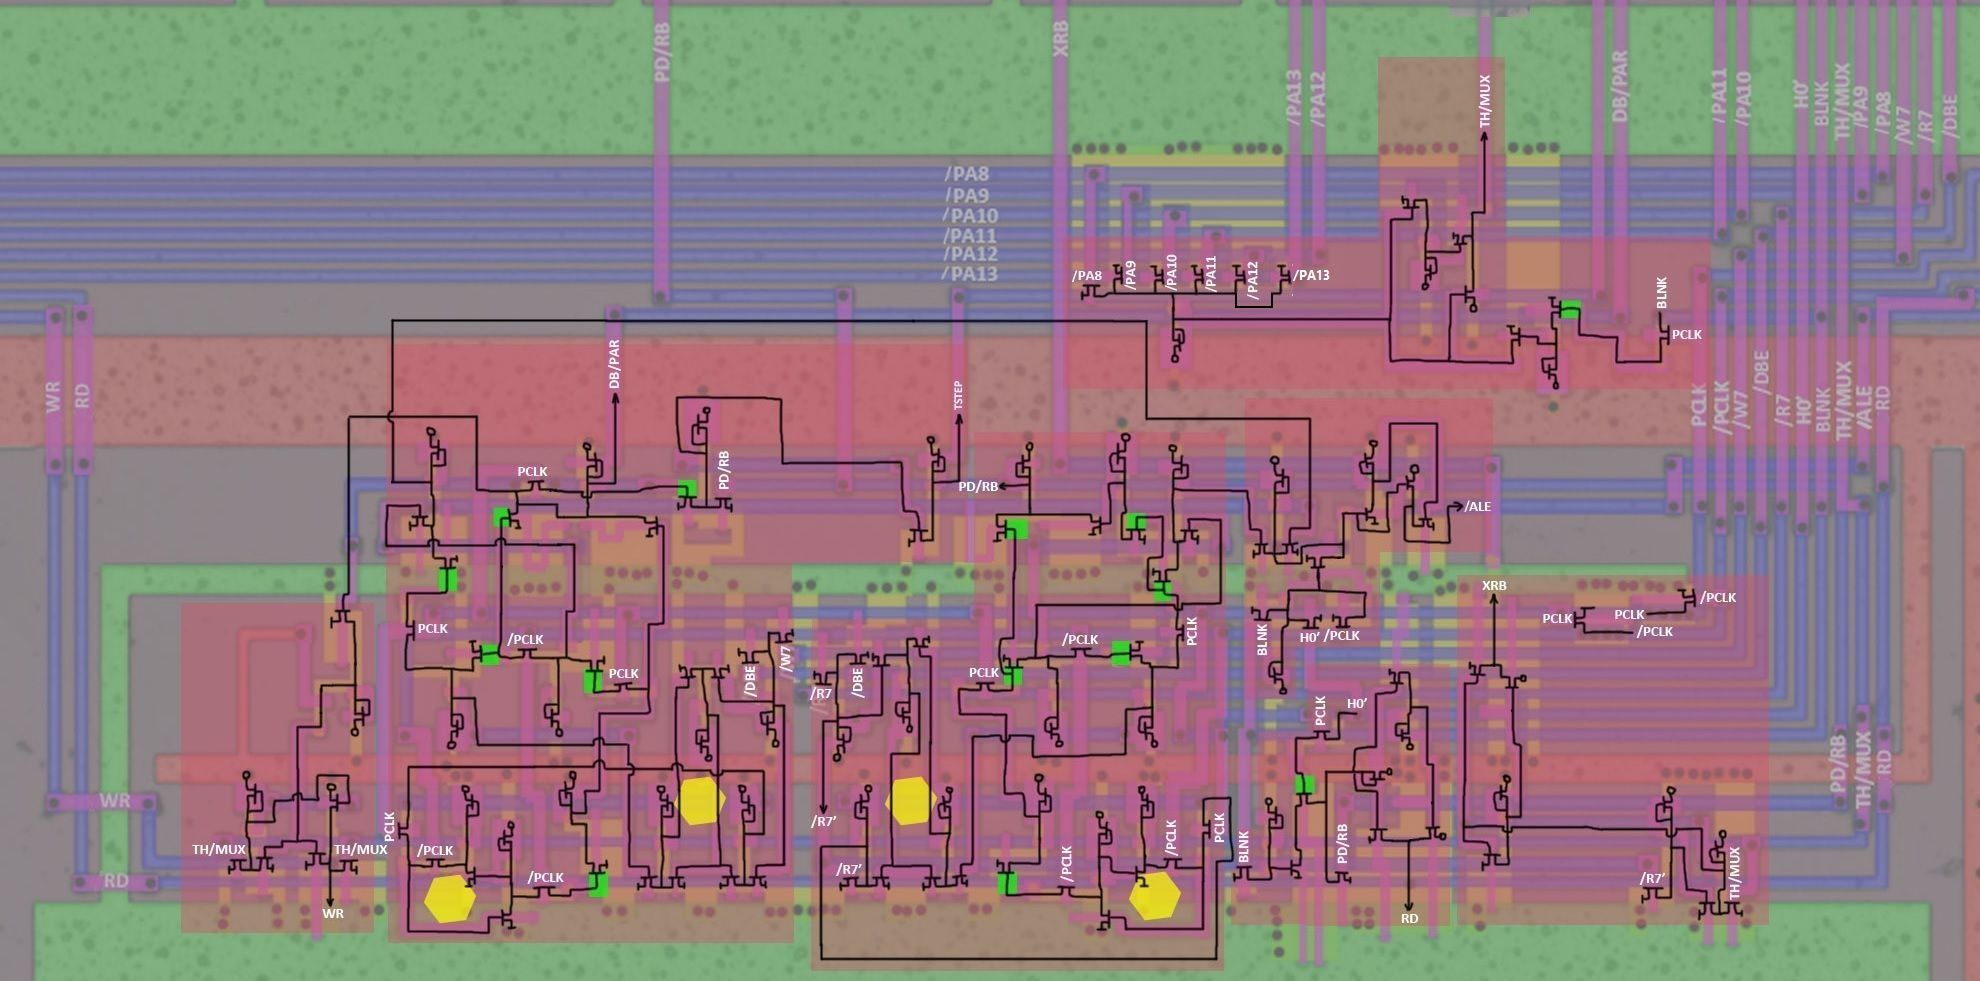 PD/RB
XRB
/PA13
/PA12
TH/MUX
DB/PAR
/PA11
/PA10
H0'
BLNK
TH/MUX
/PA9
/PA8
/W7
/R7
/DBE
/PA8
/PA9
/PA10
/PA11
/PA12
/PA13
/PA8
/PA9
/PA10
/PA11
/PA12
/PA13
BLNK
PCLK
WR
RD
DB/PAR
TSTEP
PCLK
/PCLK
/W7
/DBE
/R7
H0'
BLNK
TH/MUX
/ALE
RD
PCLK
PD/RB
PD/RB
/ALE
XRB
PCLK
PCLK
/PCLK
/PCLK
PCLK
/PCLK
PCLK
/DBE
/W7
/R7
/DBE
PCLK
/PCLK
PCLK
BLNK
H0'
/PCLK
PCLK
H0'
/R7'
PD/RB
TH/MUX
RD
WR
RD
TH/MUX
TH/MUX
WR
PCLK
/PCLK
/PCLK
/R7'
/PCLK
/PCLK
PCLK
BLNK
PD/RB
RD
/R7'
TH/MUX